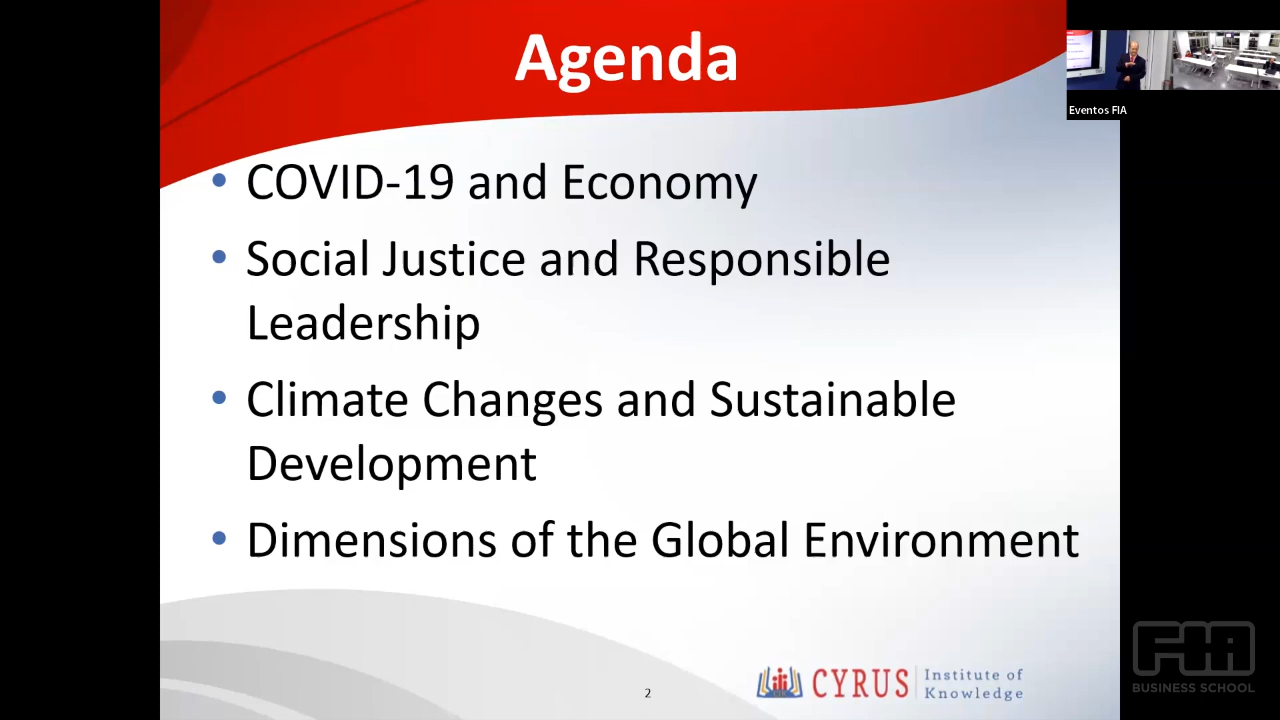 Agenda
Eventos FIA
• COVID-19 and Economy
• Social Justice and Responsible
Leadership
• Climate Changes and Sustainable
Development
• Dimensions of the Global Environment
2
CYRUS
Institute of
Knowledge
FIA
BUSINESS SCHOOL